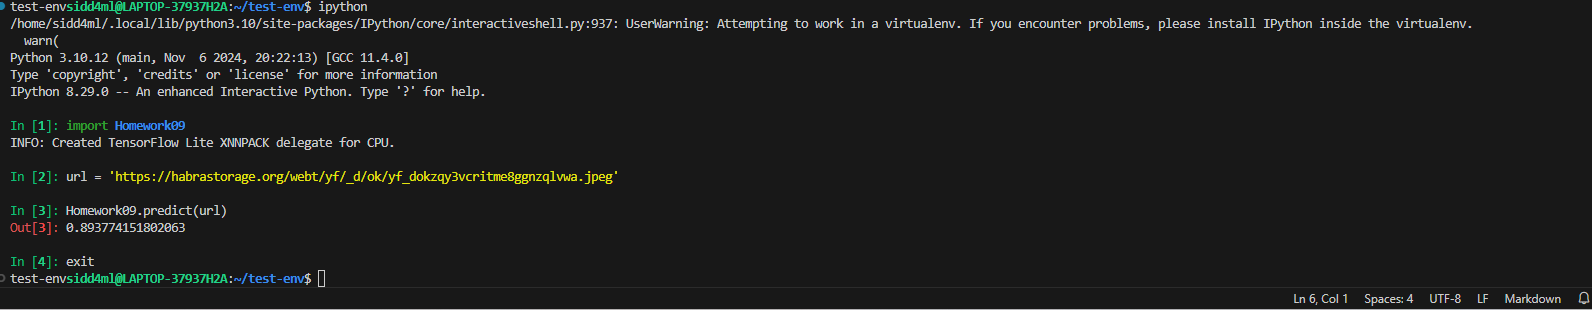 test-envsidd4ml@LAPTOP-37937H2A:~/test-env$ ipython
/home/sidd4ml/.local/lib/python3.10/site-packages/IPython/core/interactiveshell.py:937: UserWarning: Attempting to work in a virtualenv. If you encounter problems, please install IPython inside the virtualenv.
  warn(
Python 3.10.12 (main, Nov  6 2024, 20:22:13) [GCC 11.4.0]
Type 'copyright', 'credits' or 'license' for more information
IPython 8.29.0 -- An enhanced Interactive Python. Type '?' for help.
In [1]: import Homework09
INFO: Created TensorFlow Lite XNNPACK delegate for CPU.
In [2]: url = 'https://habrastorage.org/webt/yf/_d/ok/yf_dokzqy3vcritme8ggnzqlvwa.jpeg'
In [3]: Homework09.predict(url)
Out[3]: 0.893774151802063
In [4]: exit
test-envsidd4ml@LAPTOP-37937H2A:~/test-env$
Ln 6, Col 1 Spaces: 4 UTF-8 LF Markdown